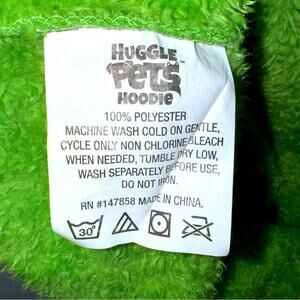 HUGGLE
PETS™
HOODIE
100% POLYESTER
MACHINE WASH COLD ON GENTLE,
CYCLE ONLY NON CHLORINE BLEACH
WHEN NEEDED, TUMBLE DRY LOW,
WASH SEPARATELY BEFORE USE,
DO NOT IRON.
RN #147858 MADE IN CHINA.
30°